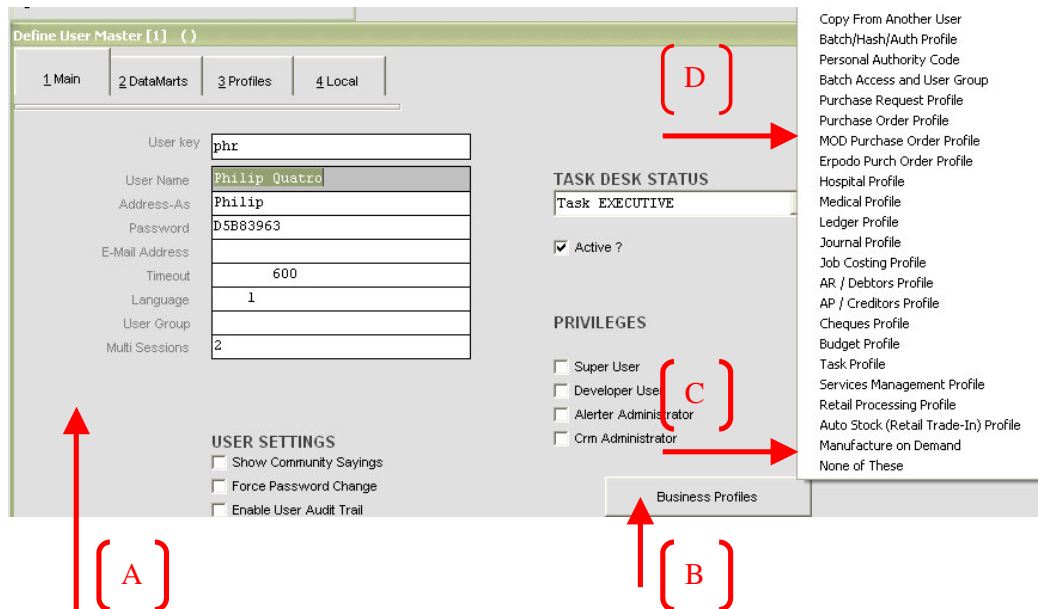 Define User Master [1] ( )
1 Main
2 DataMarts
3 Profiles
4 Local
User key
phr
User Name
Philip Quatro
Address-As
Philip
Password
D5B83963
E-Mail Address
Timeout
600
Language
1
User Group
Multi Sessions
2
USER SETTINGS
Show Community Sayings
Force Password Change
Enable User Audit Trail
TASK DESK STATUS
Task EXECUTIVE
Active ?
PRIVILEGES
Super User
Developer User
Alerter Administrator
Crm Administrator
Business Profiles
Copy From Another User
Batch/Hash/Auth Profile
Personal Authority Code
Batch Access and User Group
Purchase Request Profile
Purchase Order Profile
MOD Purchase Order Profile
Erpodo Purch Order Profile
Hospital Profile
Medical Profile
Ledger Profile
Journal Profile
Job Costing Profile
AR / Debtors Profile
AP / Creditors Profile
Cheques Profile
Budget Profile
Task Profile
Services Management Profile
Retail Processing Profile
Auto Stock (Retail Trade-In) Profile
Manufacture on Demand
None of These
D
C
A
B